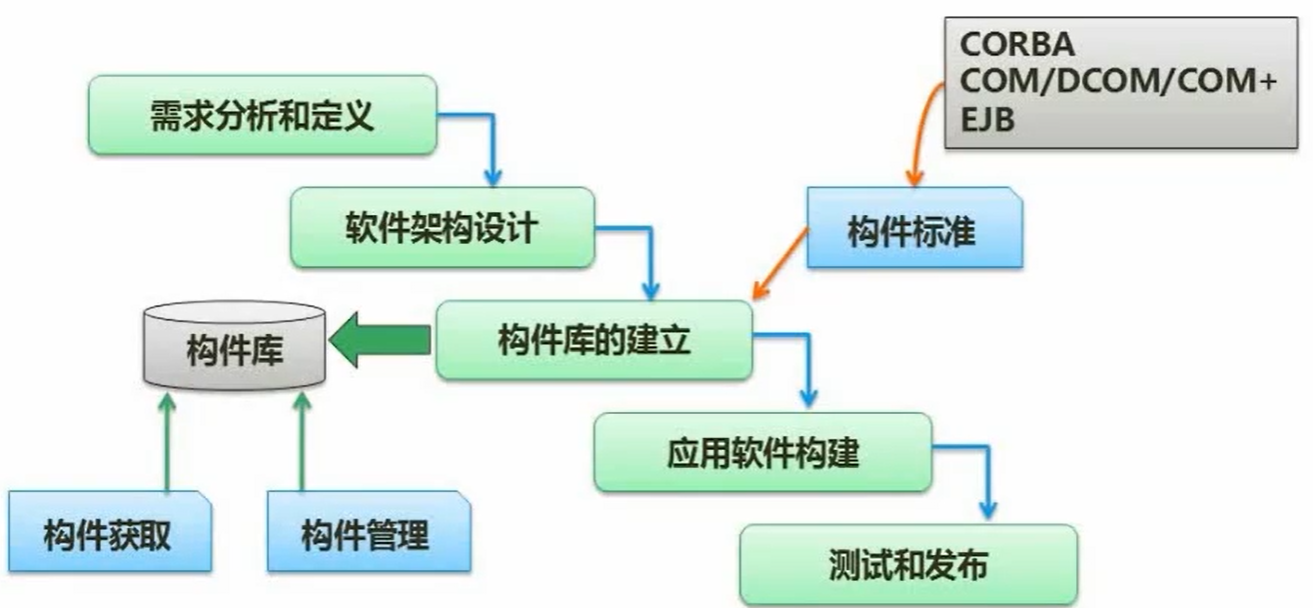 CORBA
COM/DCOM/COM+
EJB
需求分析和定义
软件架构设计
构件标准
构件库
构件库的建立
应用软件构建
构件获取
构件管理
测试和发布